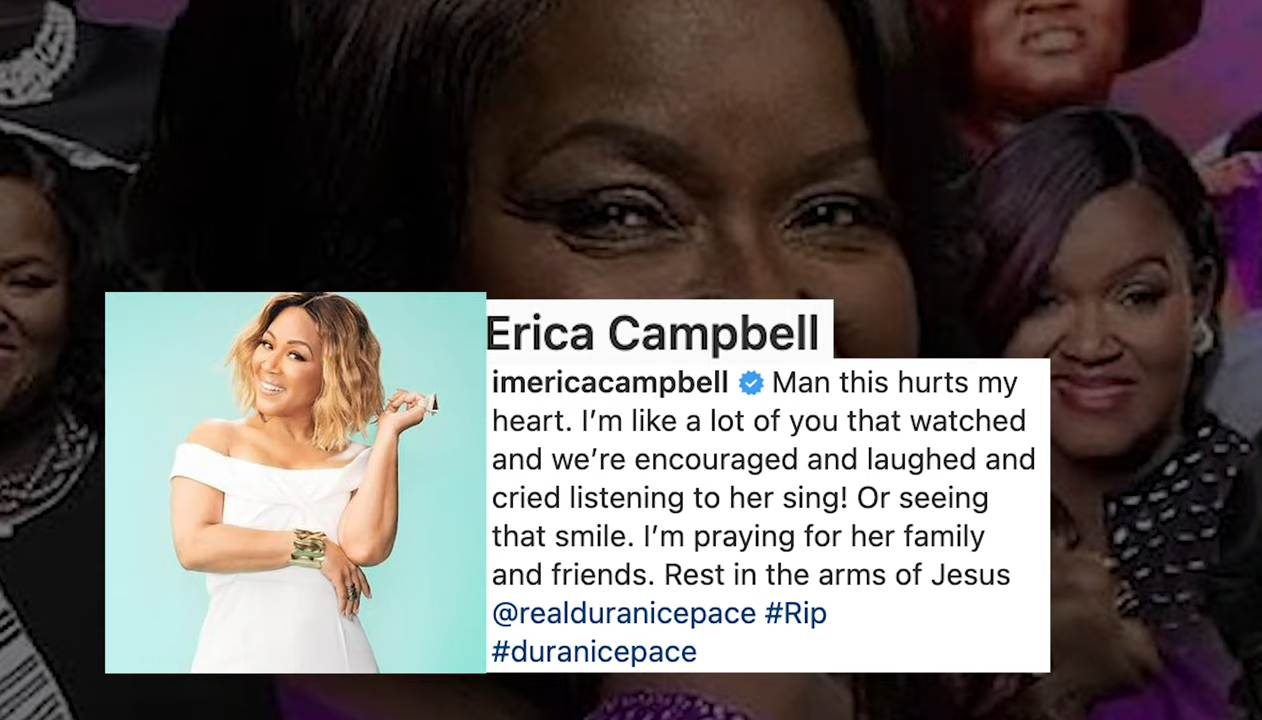 Erica Campbell
imericacampbell Man this hurts my
heart. I’m like a lot of you that watched
and we’re encouraged and laughed and
cried listening to her sing! Or seeing
that smile. I’m praying for her family
and friends. Rest in the arms of Jesus
@realduranicepace #Rip
#duranicepace